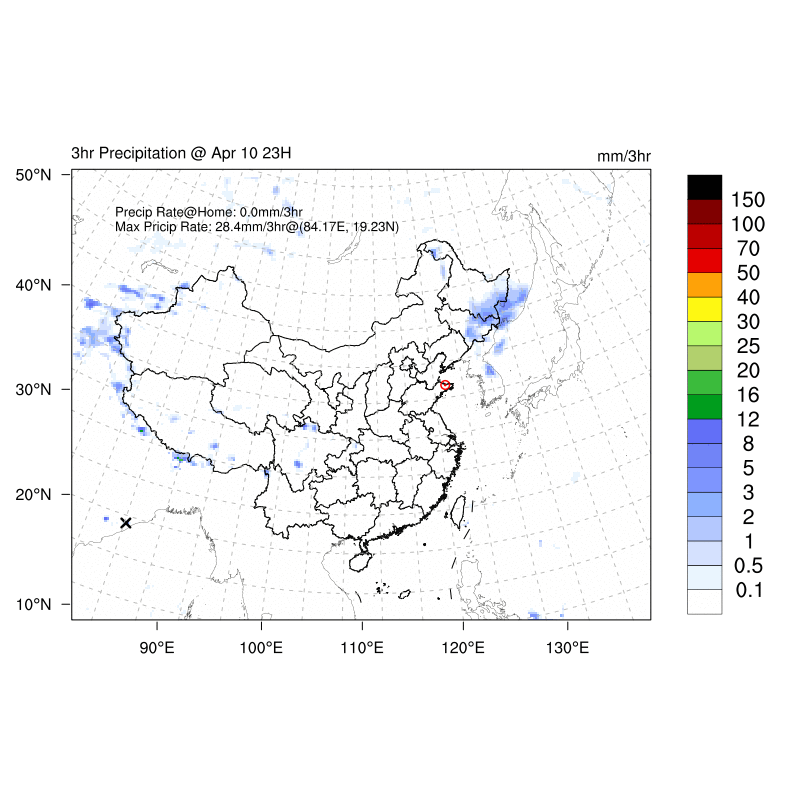 3hr Precipitation @ Apr 10 23H
mm/3hr
Precip Rate@Home: 0.0mm/3hr
Max Pricip Rate: 28.4mm/3hr@(84.17E, 19.23N)
50°N
40°N
30°N
20°N
10°N
90°E
100°E
110°E
120°E
130°E
150
100
70
50
40
30
25
20
16
12
8
5
3
2
1
0.5
0.1